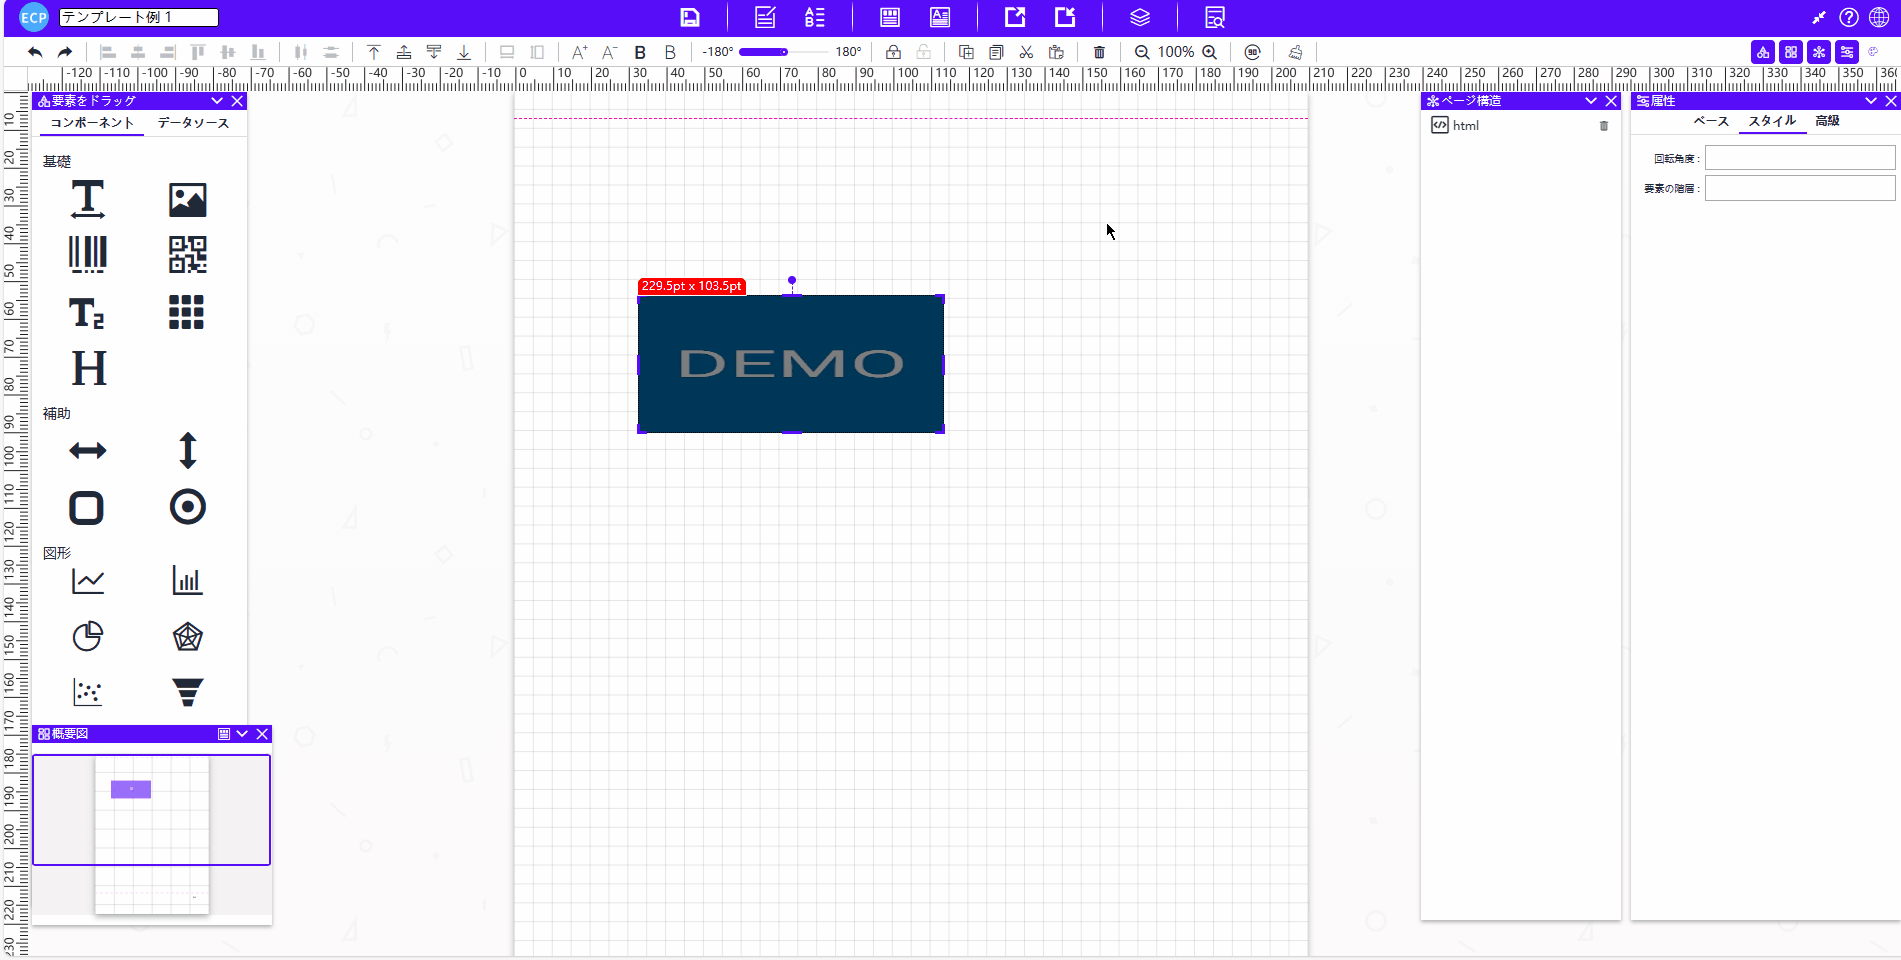 ECP テンプレート例 1
-180° 180° 100% 90
-120 -110 -100 -90 -80 -70 -60 -50 -40 -30 -20 -10 0 10 20 30 40 50 60 70 80 90 100 110 120 130 140 150 160 170 180 190 200 210 220 230 240 250 260 270 280 290 300 310 320 330 340 350
要素をドラッグ
コンポーネント データソース
基礎
補助
図形
概要図
10
20
30
40
50
60
70
80
90
100
110
120
130
140
150
160
170
180
190
200
210
220
230
229.5pt x 103.5pt
DEMO
ページ構造
html
属性
ベース スタイル 高級
回転角度 :
要素の階層 :